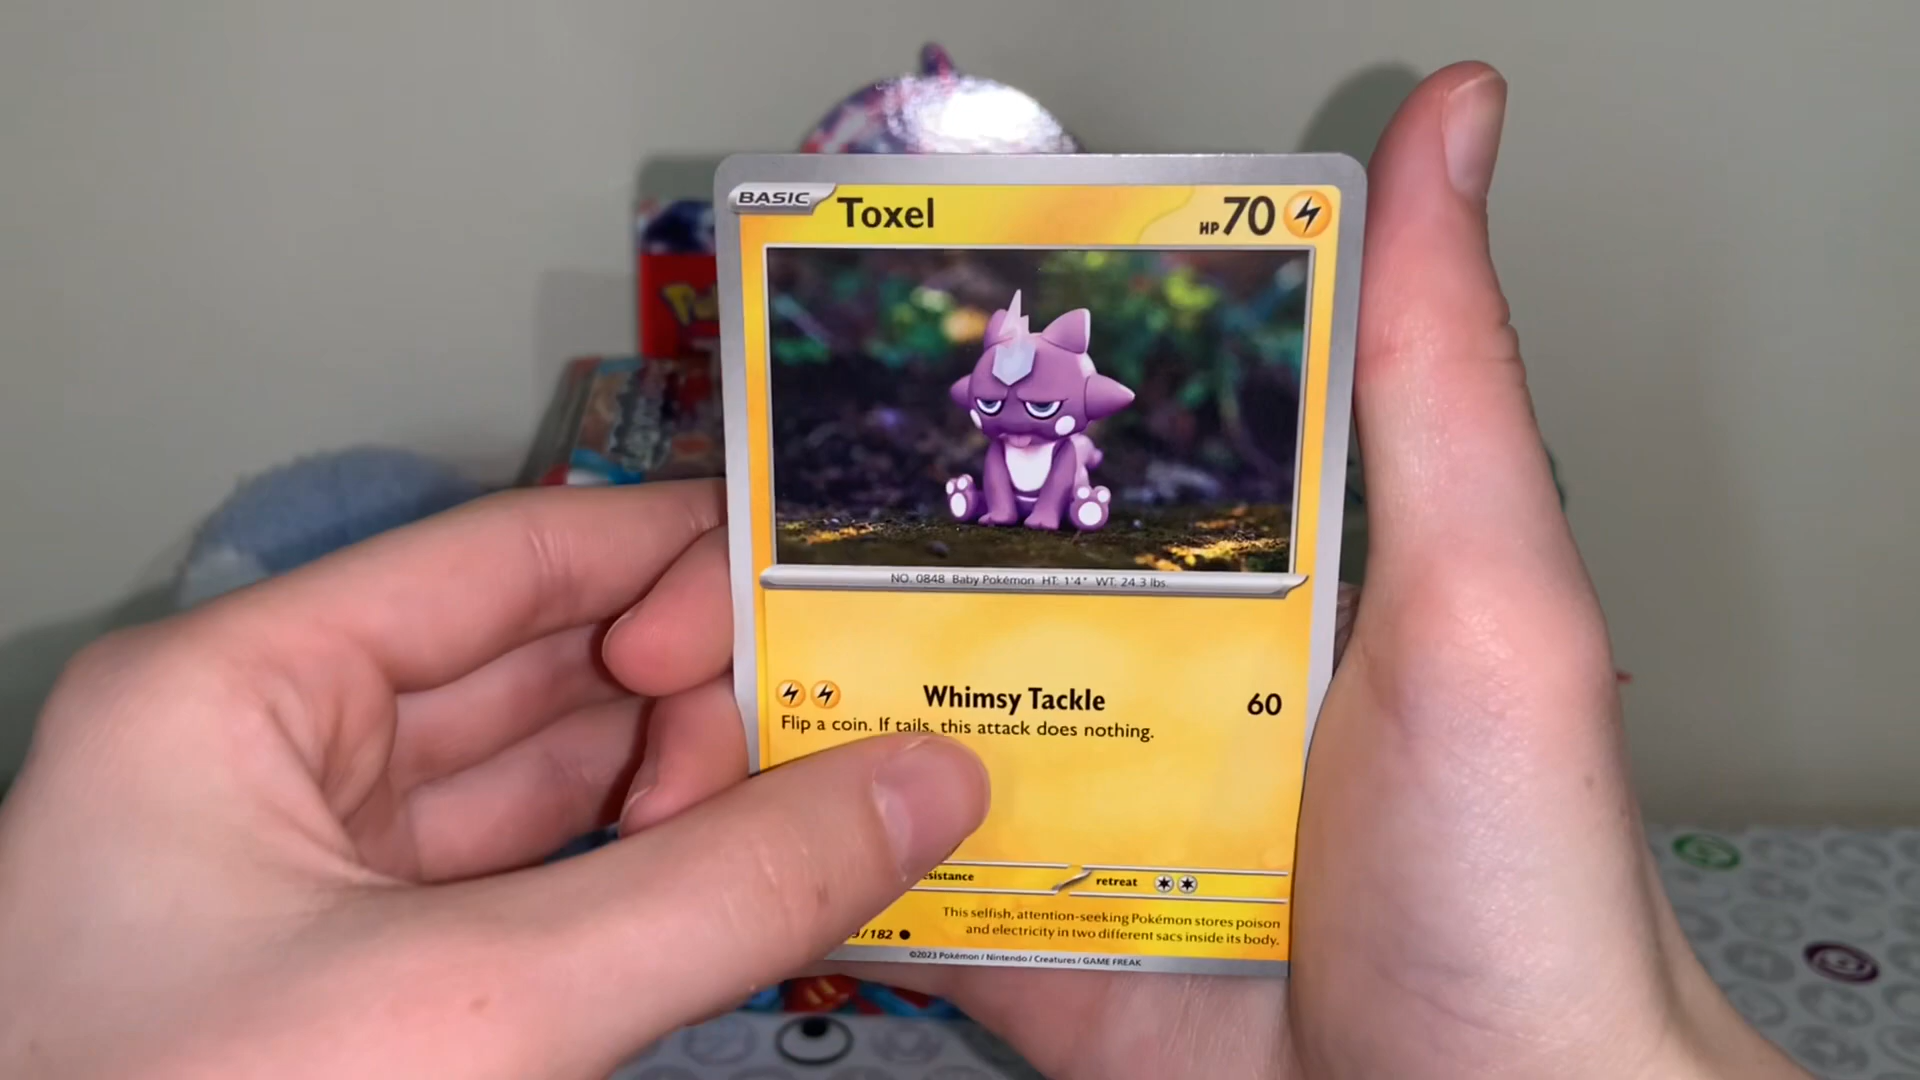 BASIC Toxel HP 70
NO. 0848 Baby Pokémon HT: 1'4" WT: 24.3 lbs.
Whimsy Tackle 60
Flip a coin. If tails, this attack does nothing.
retreat
This selfish, attention-seeking Pokémon stores poison
and electricity in two different sacs inside its body.
/182
©2023 Pokémon / Nintendo / Creatures / GAME FREAK